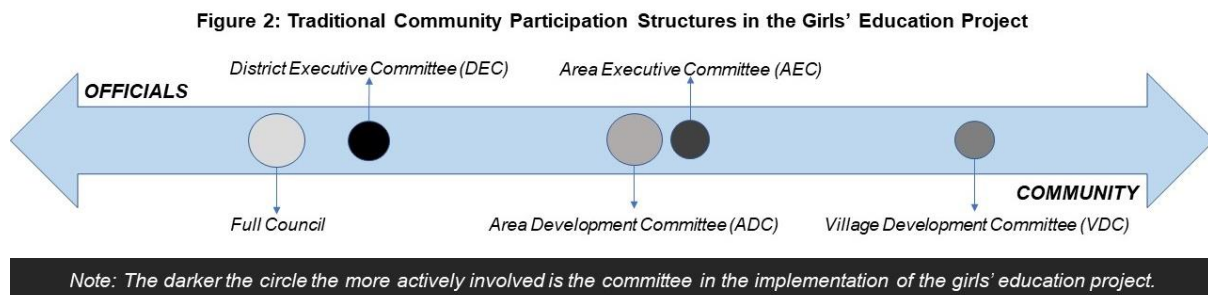 Figure 2: Traditional Community Participation Structures in the Girls’ Education Project
District Executive Committee (DEC)
Area Executive Committee (AEC)
OFFICIALS
COMMUNITY
Full Council
Area Development Committee (ADC)
Village Development Committee (VDC)
Note: The darker the circle the more actively involved is the committee in the implementation of the girls’ education project.